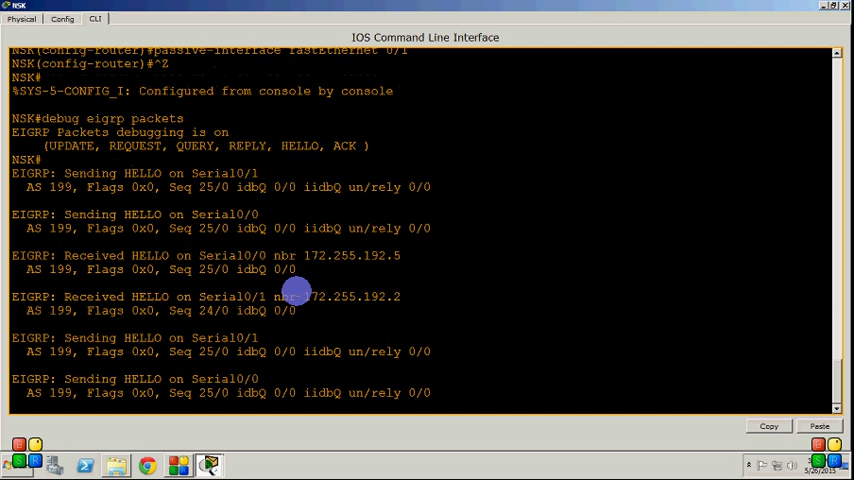 NSK
Physical Config CLI
IOS Command Line Interface
NSK(config-router)#passive-interface fastEthernet 0/1
NSK(config-router)#^Z
NSK#
%SYS-5-CONFIG_I: Configured from console by console
NSK#debug eigrp packets
EIGRP Packets debugging is on
(UPDATE, REQUEST, QUERY, REPLY, HELLO, ACK )
NSK#
EIGRP: Sending HELLO on Serial0/1
AS 199, Flags 0x0, Seq 25/0 idbQ 0/0 iidbQ un/rely 0/0
EIGRP: Sending HELLO on Serial0/0
AS 199, Flags 0x0, Seq 25/0 idbQ 0/0 iidbQ un/rely 0/0
EIGRP: Received HELLO on Serial0/0 nbr 172.255.192.5
AS 199, Flags 0x0, Seq 25/0 idbQ 0/0
EIGRP: Received HELLO on Serial0/1 nbr 172.255.192.2
AS 199, Flags 0x0, Seq 24/0 idbQ 0/0
EIGRP: Sending HELLO on Serial0/1
AS 199, Flags 0x0, Seq 25/0 idbQ 0/0 iidbQ un/rely 0/0
EIGRP: Sending HELLO on Serial0/0
AS 199, Flags 0x0, Seq 25/0 idbQ 0/0 iidbQ un/rely 0/0
Copy Paste
5/26/2015